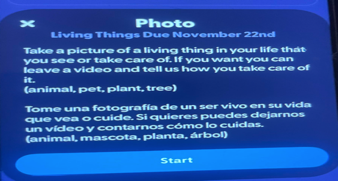 Photo
Living Things Due November 22nd
Take a picture of a living thing in your life that
you see or take care of. If you want you can
leave a video and tell us how you take care of
it.
(animal, pet, plant, tree)
Tome una fotografía de un ser vivo en su vida
que vea o cuide. Si quieres puedes dejarnos
un vídeo y contarnos cómo lo cuidas.
(animal, mascota, planta, árbol)
Start